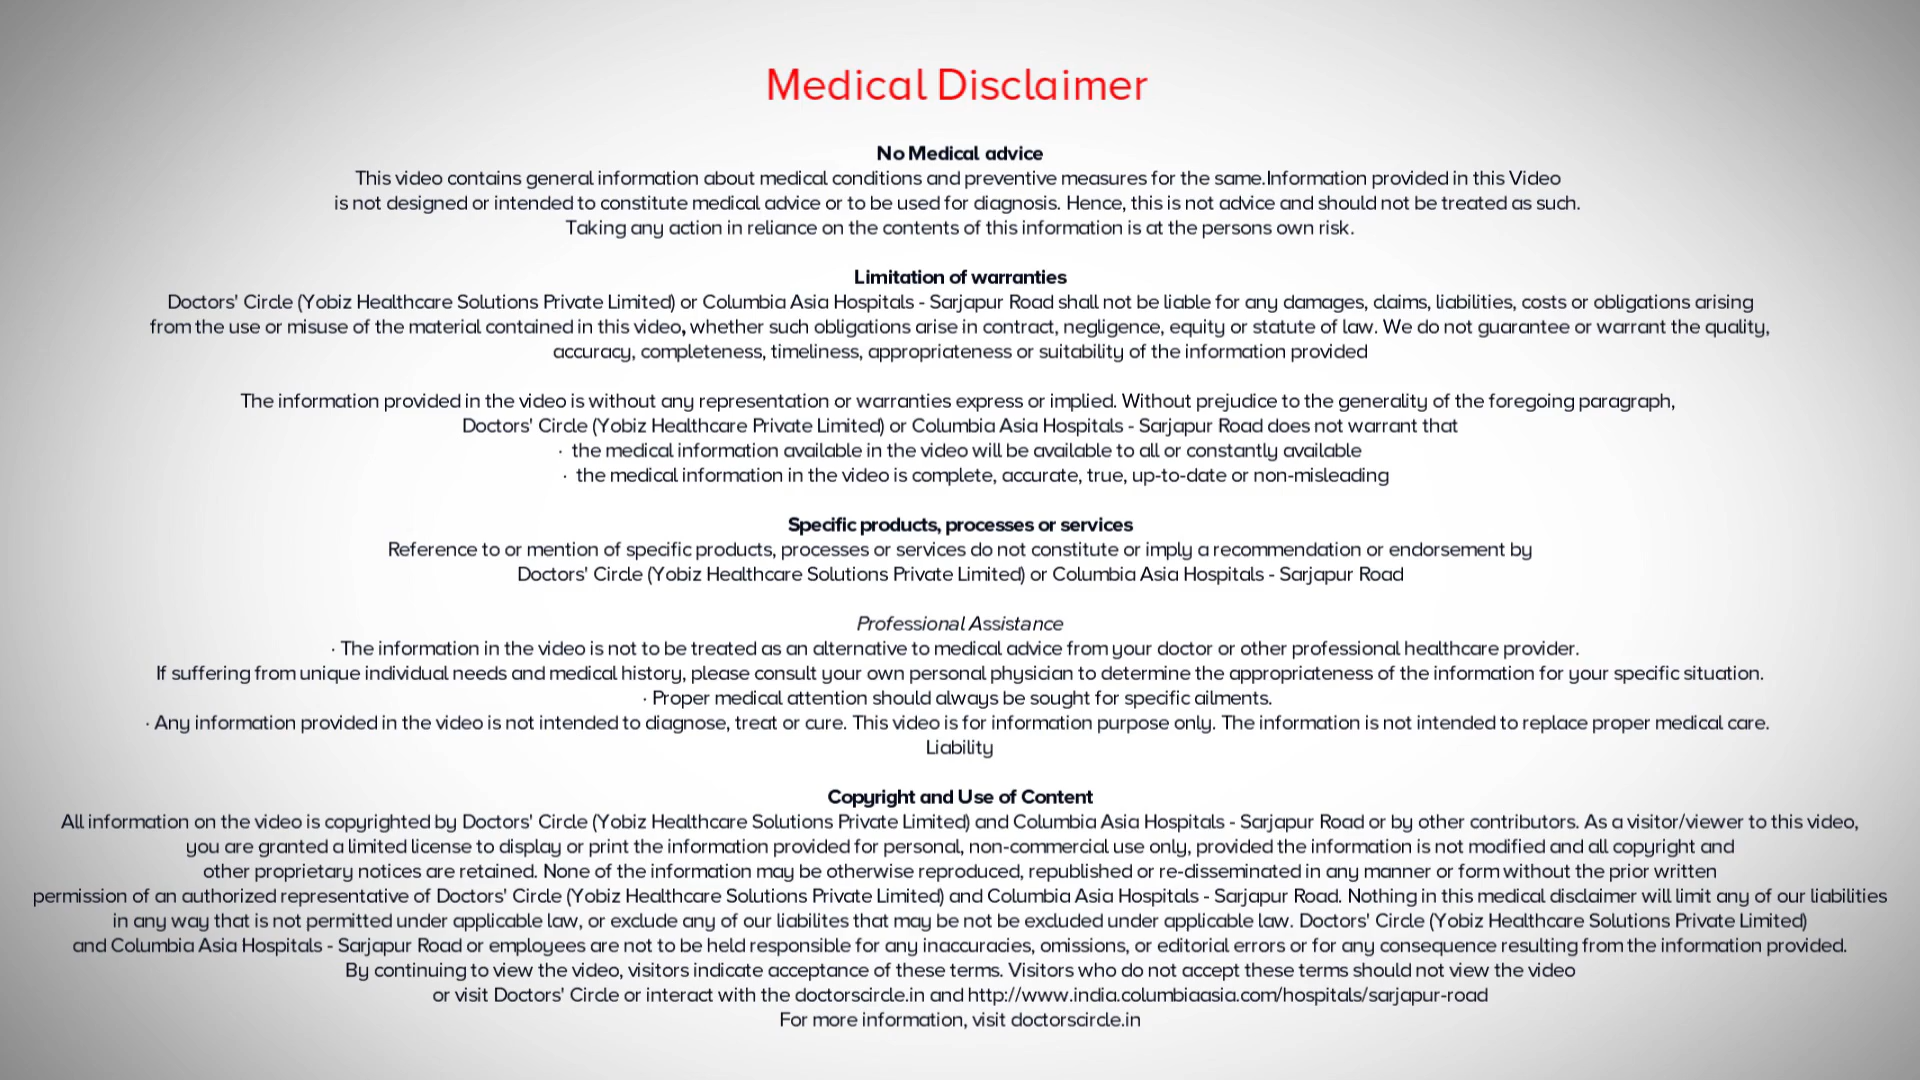 Medical Disclaimer
No Medical advice
This video contains general information about medical conditions and preventive measures for the same.Information provided in this Video
is not designed or intended to constitute medical advice or to be used for diagnosis. Hence, this is not advice and should not be treated as such.
Taking any action in reliance on the contents of this information is at the persons own risk.
Limitation of warranties
Doctors' Circle (Yobiz Healthcare Solutions Private Limited) or Columbia Asia Hospitals - Sarjapur Road shall not be liable for any damages, claims, liabilities, costs or obligations arising
from the use or misuse of the material contained in this video, whether such obligations arise in contract, negligence, equity or statute of law. We do not guarantee or warrant the quality,
accuracy, completeness, timeliness, appropriateness or suitability of the information provided
The information provided in the video is without any representation or warranties express or implied. Without prejudice to the generality of the foregoing paragraph,
Doctors' Circle (Yobiz Healthcare Private Limited) or Columbia Asia Hospitals - Sarjapur Road does not warrant that
· the medical information available in the video will be available to all or constantly available
· the medical information in the video is complete, accurate, true, up-to-date or non-misleading
Specific products, processes or services
Reference to or mention of specific products, processes or services do not constitute or imply a recommendation or endorsement by
Doctors' Circle (Yobiz Healthcare Solutions Private Limited) or Columbia Asia Hospitals - Sarjapur Road
Professional Assistance
· The information in the video is not to be treated as an alternative to medical advice from your doctor or other professional healthcare provider.
If suffering from unique individual needs and medical history, please consult your own personal physician to determine the appropriateness of the information for your specific situation.
· Proper medical attention should always be sought for specific ailments.
· Any information provided in the video is not intended to diagnose, treat or cure. This video is for information purpose only. The information is not intended to replace proper medical care.
Liability
Copyright and Use of Content
All information on the video is copyrighted by Doctors' Circle (Yobiz Healthcare Solutions Private Limited) and Columbia Asia Hospitals - Sarjapur Road or by other contributors. As a visitor/viewer to this video,
you are granted a limited license to display or print the information provided for personal, non-commercial use only, provided the information is not modified and all copyright and
other proprietary notices are retained. None of the information may be otherwise reproduced, republished or re-disseminated in any manner or form without the prior written
permission of an authorized representative of Doctors' Circle (Yobiz Healthcare Solutions Private Limited) and Columbia Asia Hospitals - Sarjapur Road. Nothing in this medical disclaimer will limit any of our liabilities
in any way that is not permitted under applicable law, or exclude any of our liabilites that may be not be excluded under applicable law. Doctors' Circle (Yobiz Healthcare Solutions Private Limited)
and Columbia Asia Hospitals - Sarjapur Road or employees are not to be held responsible for any inaccuracies, omissions, or editorial errors or for any consequence resulting from the information provided.
By continuing to view the video, visitors indicate acceptance of these terms. Visitors who do not accept these terms should not view the video
or visit Doctors' Circle or interact with the doctorscircle.in and http://www.india.columbiaasia.com/hospitals/sarjapur-road
For more information, visit doctorscircle.in